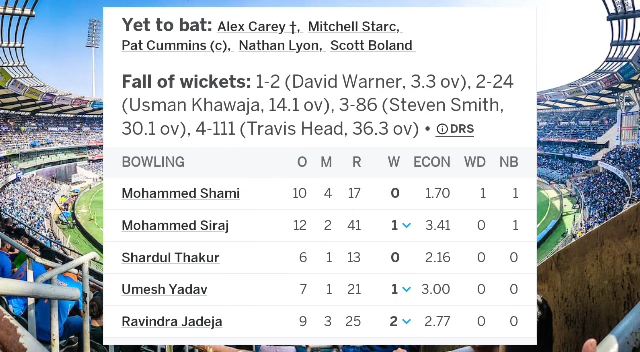 Yet to bat: Alex Carey †, Mitchell Starc,
Pat Cummins (c), Nathan Lyon, Scott Boland
Fall of wickets: 1-2 (David Warner, 3.3 ov), 2-24
(Usman Khawaja, 14.1 ov), 3-86 (Steven Smith,
30.1 ov), 4-111 (Travis Head, 36.3 ov) • DRS
BOWLING O M R W ECON WD NB
Mohammed Shami 10 4 17 0 1.70 1 1
Mohammed Siraj 12 2 41 1 3.41 0 1
Shardul Thakur 6 1 13 0 2.16 0 0
Umesh Yadav 7 1 21 1 3.00 0 0
Ravindra Jadeja 9 3 25 2 2.77 0 0